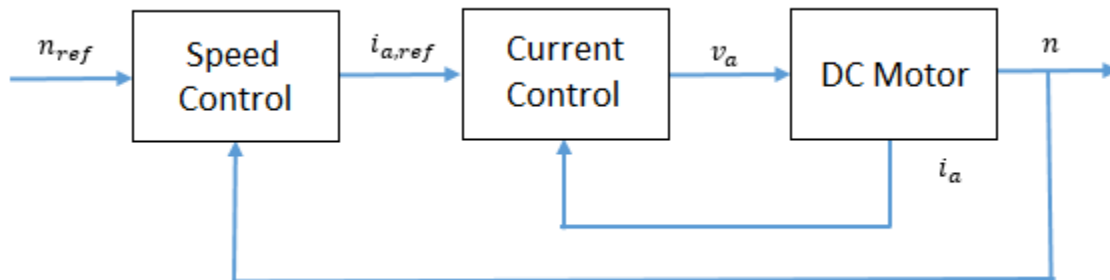 n_ref
Speed
Control
i_a,ref
Current
Control
v_a
DC Motor
n
i_a